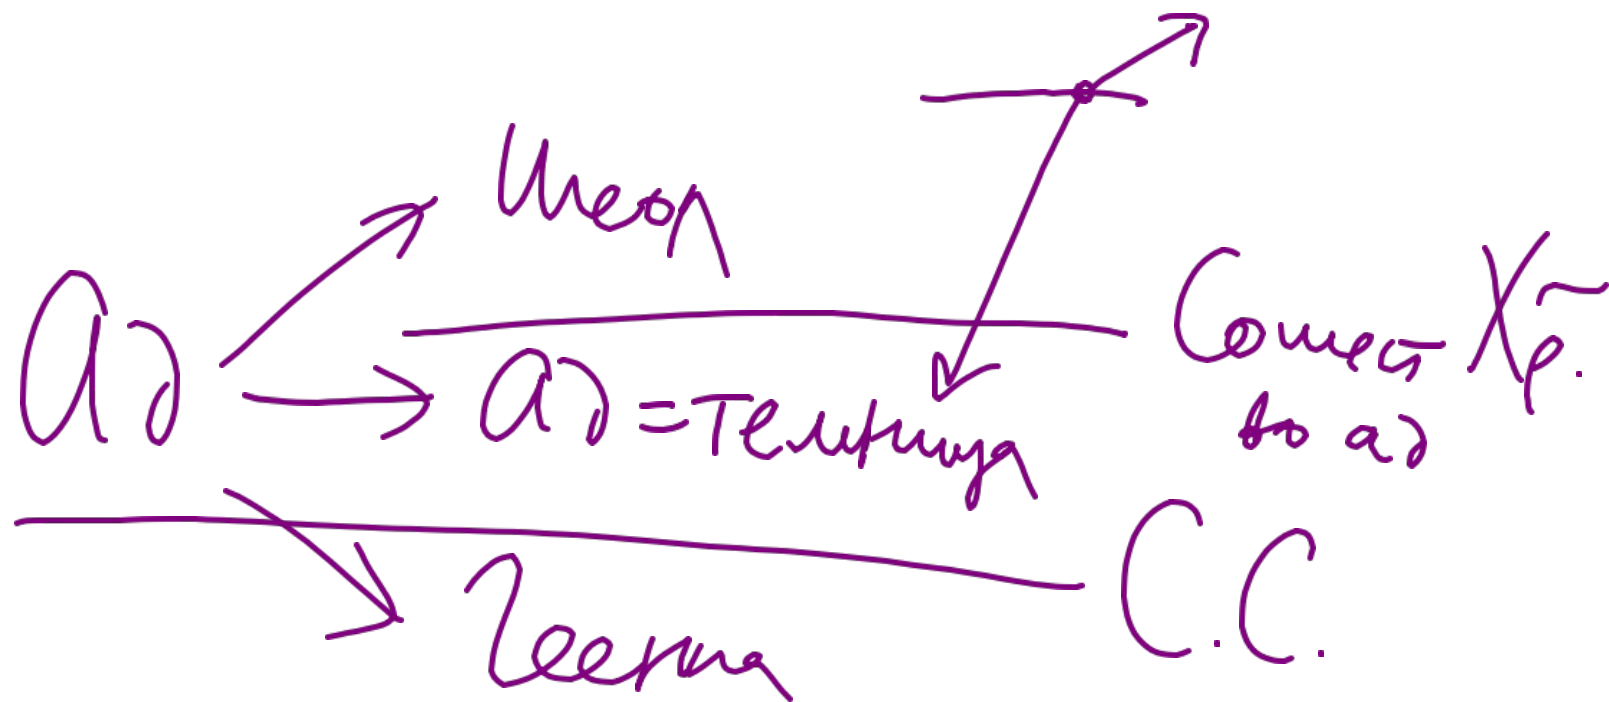 Шеол
Ад
Ад = темница
Сошест. Хр.
во ад
Геенна
С.С.